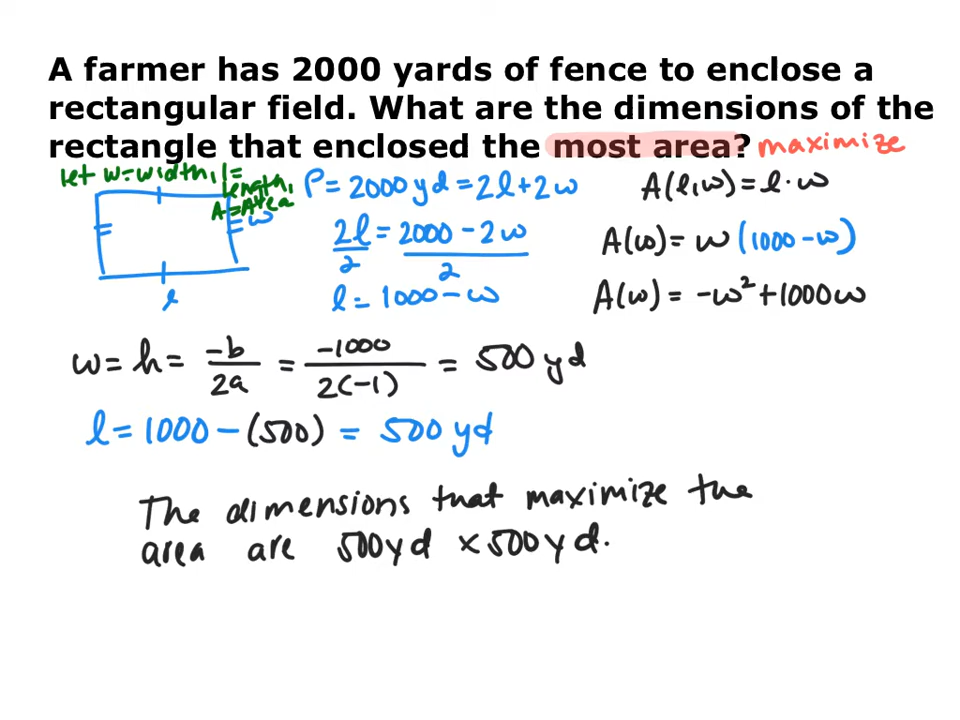 A farmer has 2000 yards of fence to enclose a
rectangular field. What are the dimensions of the
rectangle that enclosed the most area? maximize
let w=width, l=
length,
A=Area
w
l
P= 2000 yd = 2l+2w
2l = 2000 - 2w
2 2
l= 1000 - w
A(l,w) = l·w
A(w) = w (1000-w)
A(w) = -w²+1000w
w= h= -b/2a = -1000/2(-1) = 500 yd
l= 1000 - (500) = 500 yd
The dimensions that maximize the
area are 500yd x 500yd.